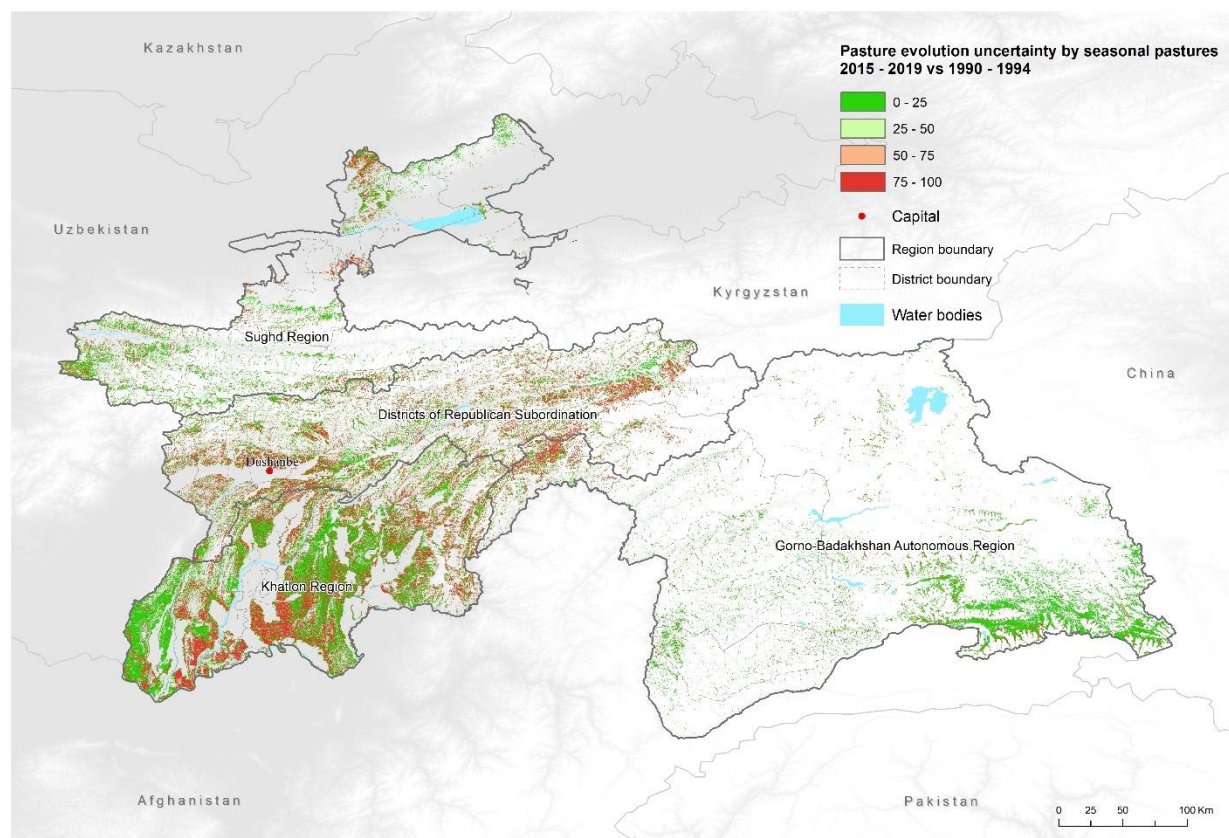 Kazakhstan
Pasture evolution uncertainty by seasonal pastures
2015 - 2019 vs 1990 - 1994
0 - 25
25 - 50
50 - 75
75 - 100
Capital
Region boundary
District boundary
Water bodies
Uzbekistan
Kyrgyzstan
Sughd Region
China
Districts of Republican Subordination
Dushanbe
Gorno-Badakhshan Autonomous Region
Khatlon Region
Afghanistan
Pakistan
0 25 50 100 Km